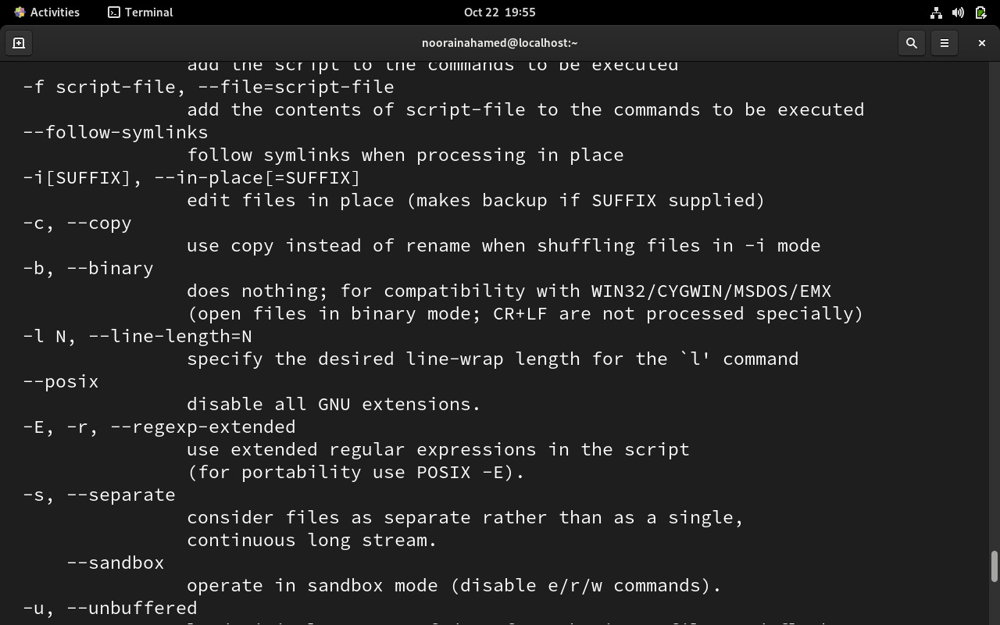 Activities
Terminal
Oct 22 19:55
noorainahamed@localhost:~
add the script to the commands to be executed
-f script-file, --file=script-file
add the contents of script-file to the commands to be executed
--follow-symlinks
follow symlinks when processing in place
-i[SUFFIX], --in-place[=SUFFIX]
edit files in place (makes backup if SUFFIX supplied)
-c, --copy
use copy instead of rename when shuffling files in -i mode
-b, --binary
does nothing; for compatibility with WIN32/CYGWIN/MSDOS/EMX
(open files in binary mode; CR+LF are not processed specially)
-l N, --line-length=N
specify the desired line-wrap length for the `l' command
--posix
disable all GNU extensions.
-E, -r, --regexp-extended
use extended regular expressions in the script
(for portability use POSIX -E).
-s, --separate
consider files as separate rather than as a single,
continuous long stream.
--sandbox
operate in sandbox mode (disable e/r/w commands).
-u, --unbuffered